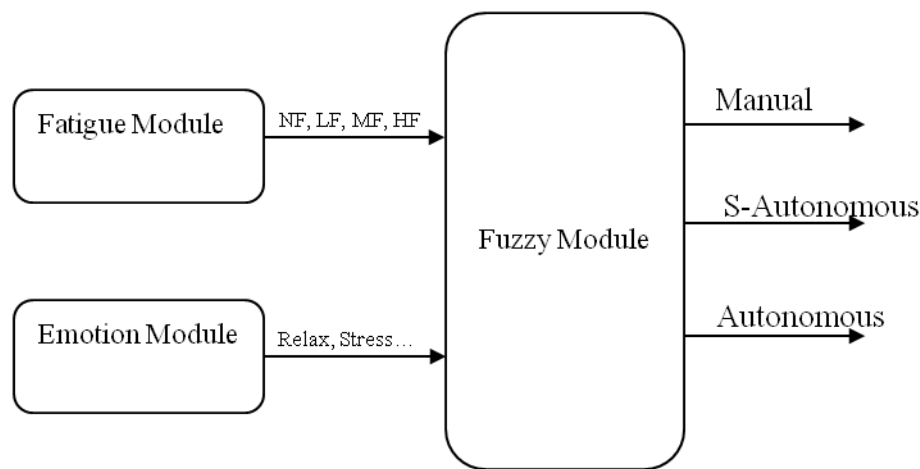 Fatigue Module
NF, LF, MF, HF
Emotion Module
Relax, Stress…
Fuzzy Module
Manual
S-Autonomous
Autonomous